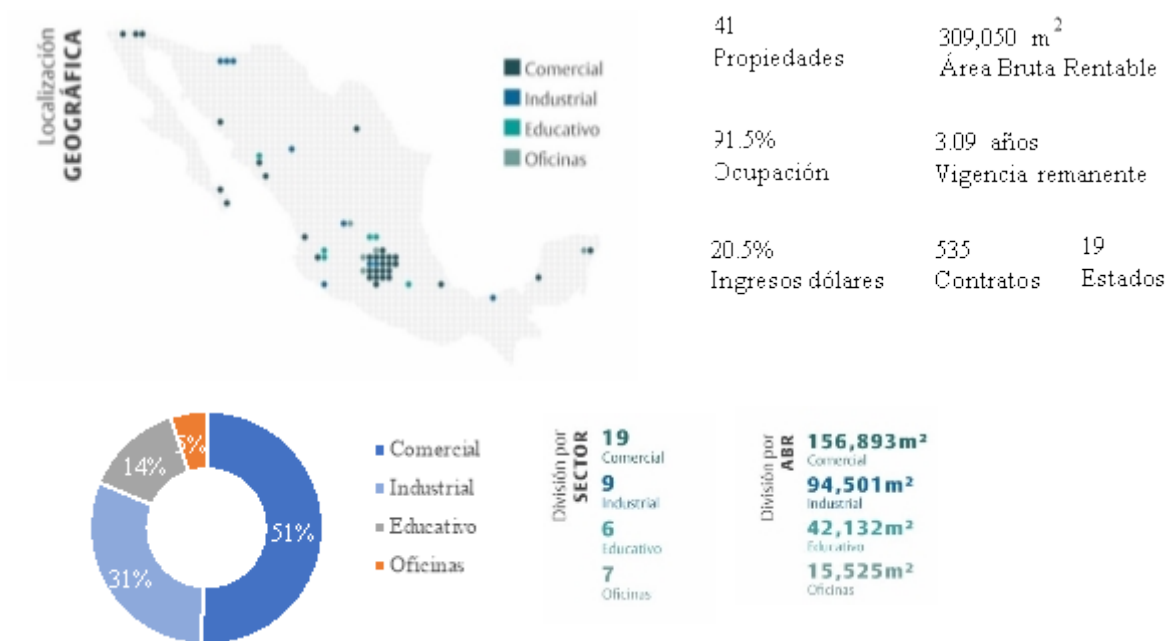 Localización
GEOGRÁFICA
Comercial
Industrial
Educativo
Oficinas
41
Propiedades
309,050 m²
Área Bruta Rentable
91.5%
Ocupación
3.09 años
Vigencia remanente
20.5%
Ingresos dólares
535
Contratos
19
Estados
5%
14%
31%
51%
Comercial
Industrial
Educativo
Oficinas
División por
SECTOR
19
Comercial
9
Industrial
6
Educativo
7
Oficinas
División por
ABR
156,893m²
Comercial
94,501m²
Industrial
42,132m²
Educativo
15,525m²
Oficinas